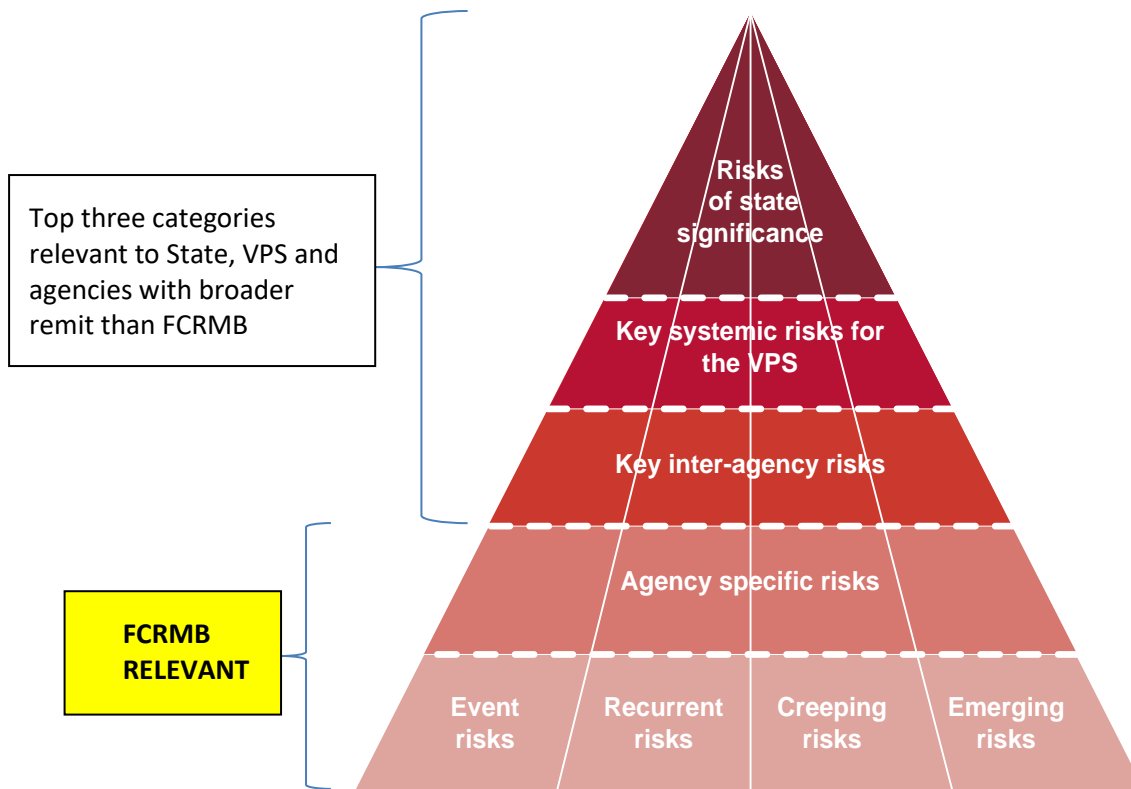 Risks
of state
significance
Top three categories
relevant to State, VPS and
agencies with broader
remit than FCRMB
Key systemic risks for
the VPS
Key inter-agency risks
Agency specific risks
FCRMB
RELEVANT
Event
risks
Recurrent
risks
Creeping
risks
Emerging
risks